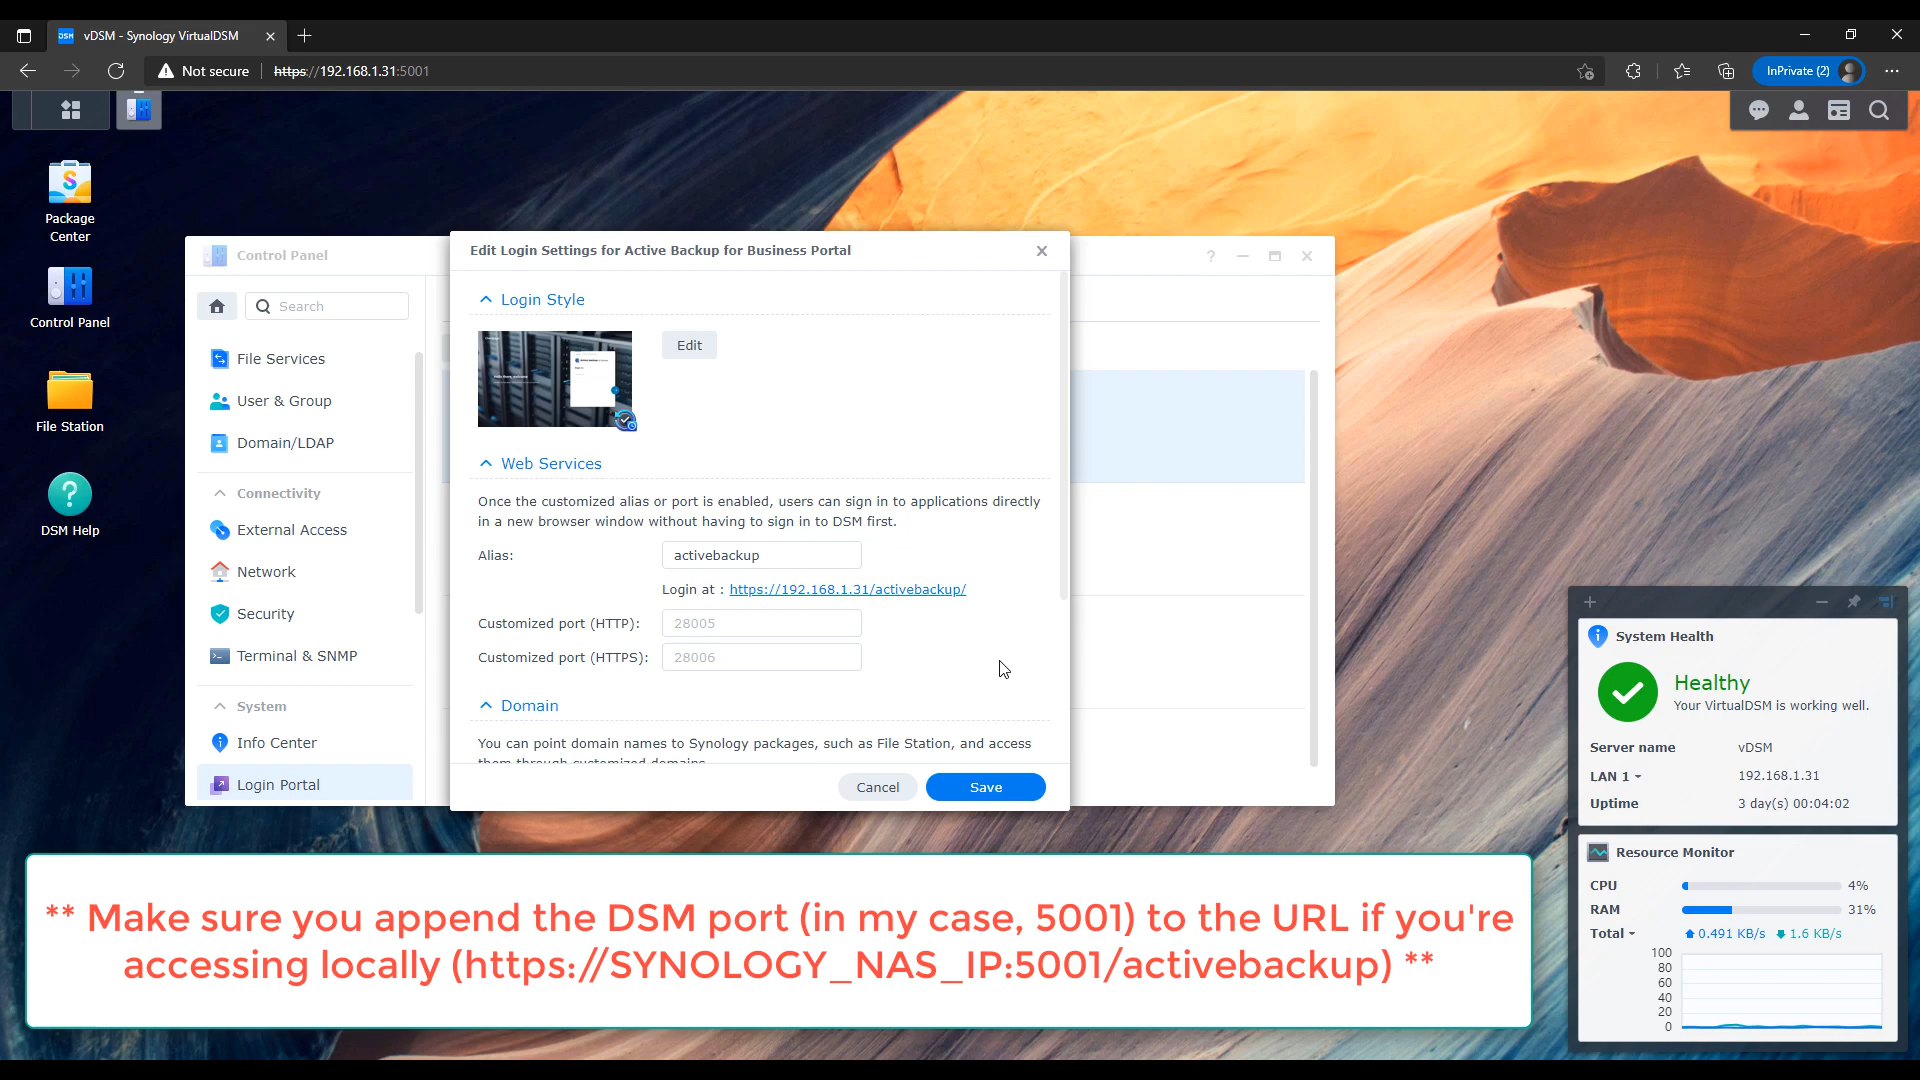 vDSM - Synology VirtualDSM
Not secure
https://192.168.1.31:5001
InPrivate (2)
Package
Center
Control Panel
File Station
DSM Help
Control Panel
Search
File Services
User & Group
Domain/LDAP
Connectivity
External Access
Network
Security
Terminal & SNMP
System
Info Center
Login Portal
Edit Login Settings for Active Backup for Business Portal
Login Style
Edit
Web Services
Once the customized alias or port is enabled, users can sign in to applications directly
in a new browser window without having to sign in to DSM first.
Alias:
activebackup
Login at : https://192.168.1.31/activebackup/
Customized port (HTTP):
28005
Customized port (HTTPS):
28006
Domain
You can point domain names to Synology packages, such as File Station, and access
them through customized domains.
Cancel
Save
System Health
Healthy
Your VirtualDSM is working well.
Server name vDSM
LAN 1 192.168.1.31
Uptime 3 day(s) 00:04:02
Resource Monitor
CPU 4%
RAM 31%
Total 0.491 KB/s 1.6 KB/s
100
80
60
40
20
0
** Make sure you append the DSM port (in my case, 5001) to the URL if you're
accessing locally (https://SYNOLOGY_NAS_IP:5001/activebackup) **